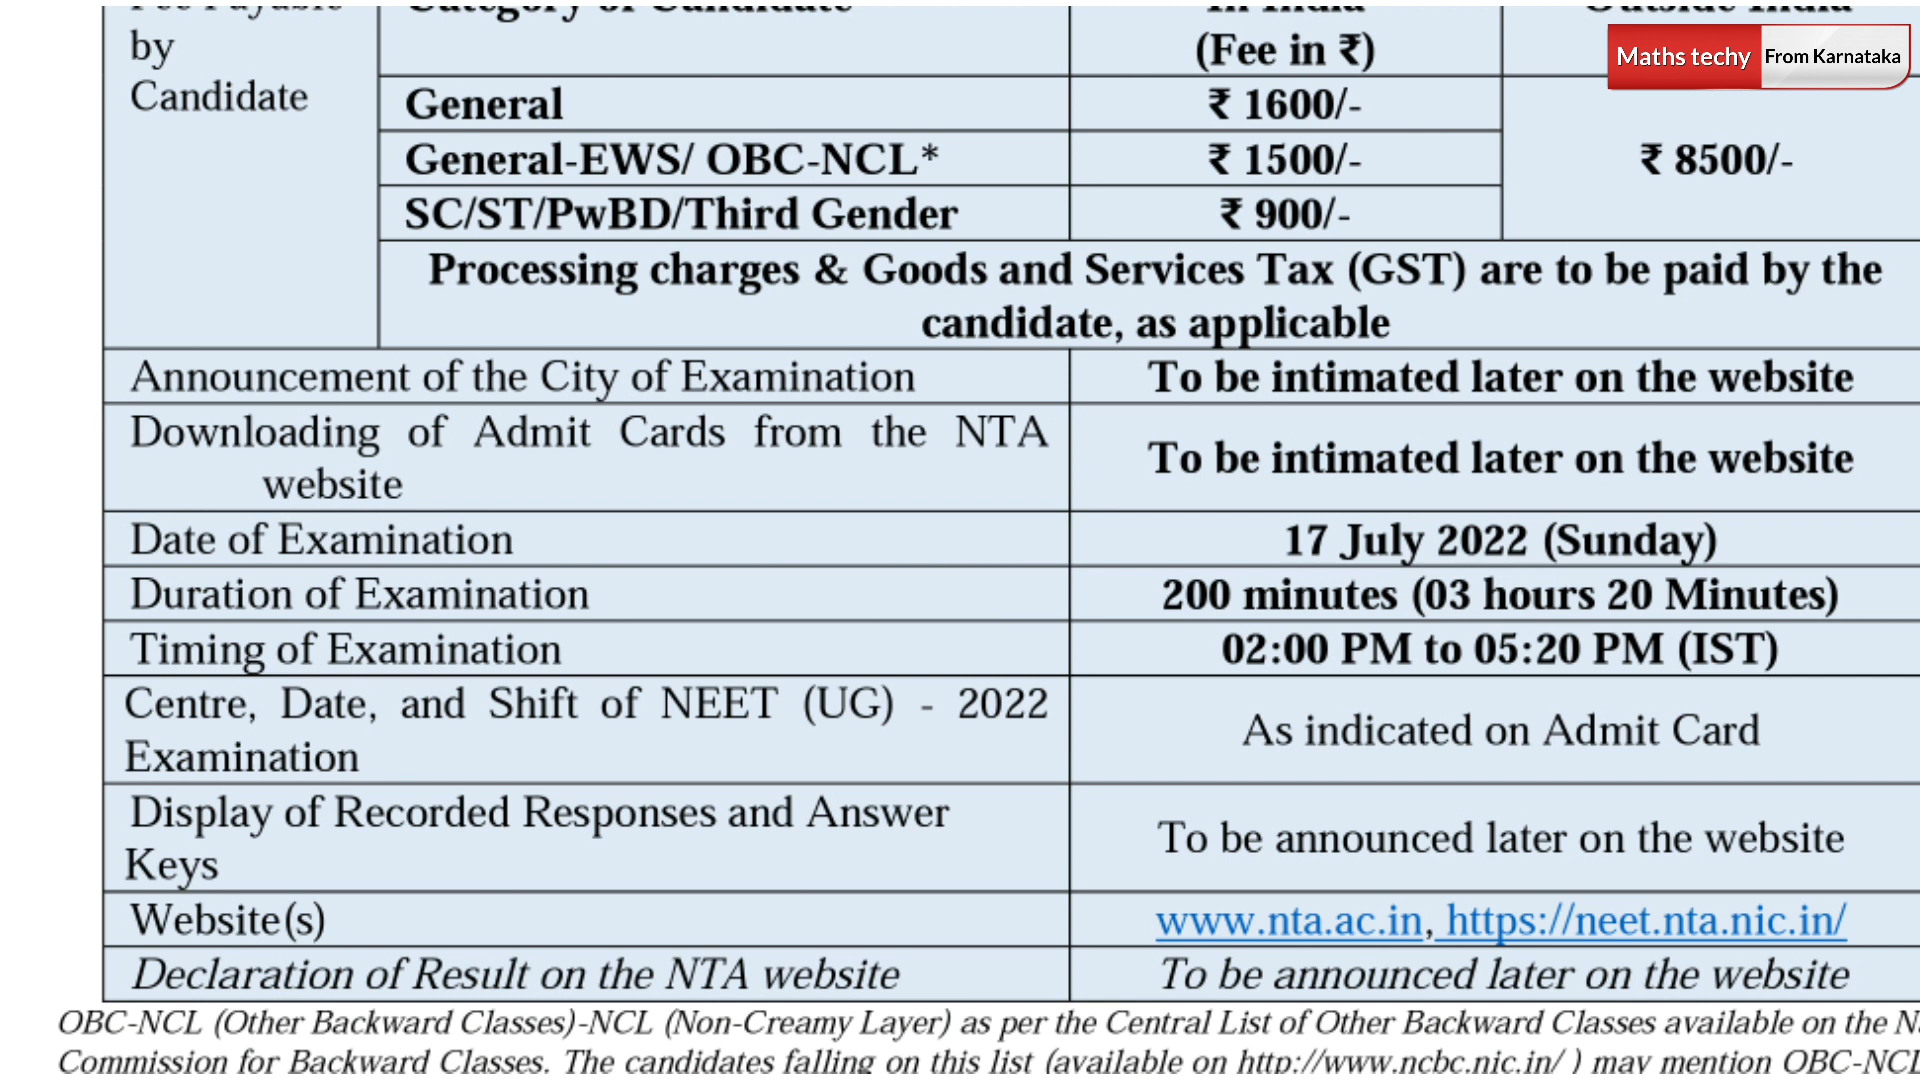 Fee Payable
by
Candidate
Category of Candidate
In India
(Fee in ₹)
Outside India
Maths techy From Karnataka
General ₹ 1600/-
General-EWS/ OBC-NCL* ₹ 1500/- ₹ 8500/-
SC/ST/PwBD/Third Gender ₹ 900/-
Processing charges & Goods and Services Tax (GST) are to be paid by the
candidate, as applicable
Announcement of the City of Examination To be intimated later on the website
Downloading of Admit Cards from the NTA
website
To be intimated later on the website
Date of Examination 17 July 2022 (Sunday)
Duration of Examination 200 minutes (03 hours 20 Minutes)
Timing of Examination 02:00 PM to 05:20 PM (IST)
Centre, Date, and Shift of NEET (UG) - 2022
Examination
As indicated on Admit Card
Display of Recorded Responses and Answer
Keys
To be announced later on the website
Website(s) www.nta.ac.in, https://neet.nta.nic.in/
Declaration of Result on the NTA website To be announced later on the website
OBC-NCL (Other Backward Classes)-NCL (Non-Creamy Layer) as per the Central List of Other Backward Classes available on the
Commission for Backward Classes. The candidates falling on this list (available on http://www.ncbc.nic.in/ ) may mention OBC-NCL